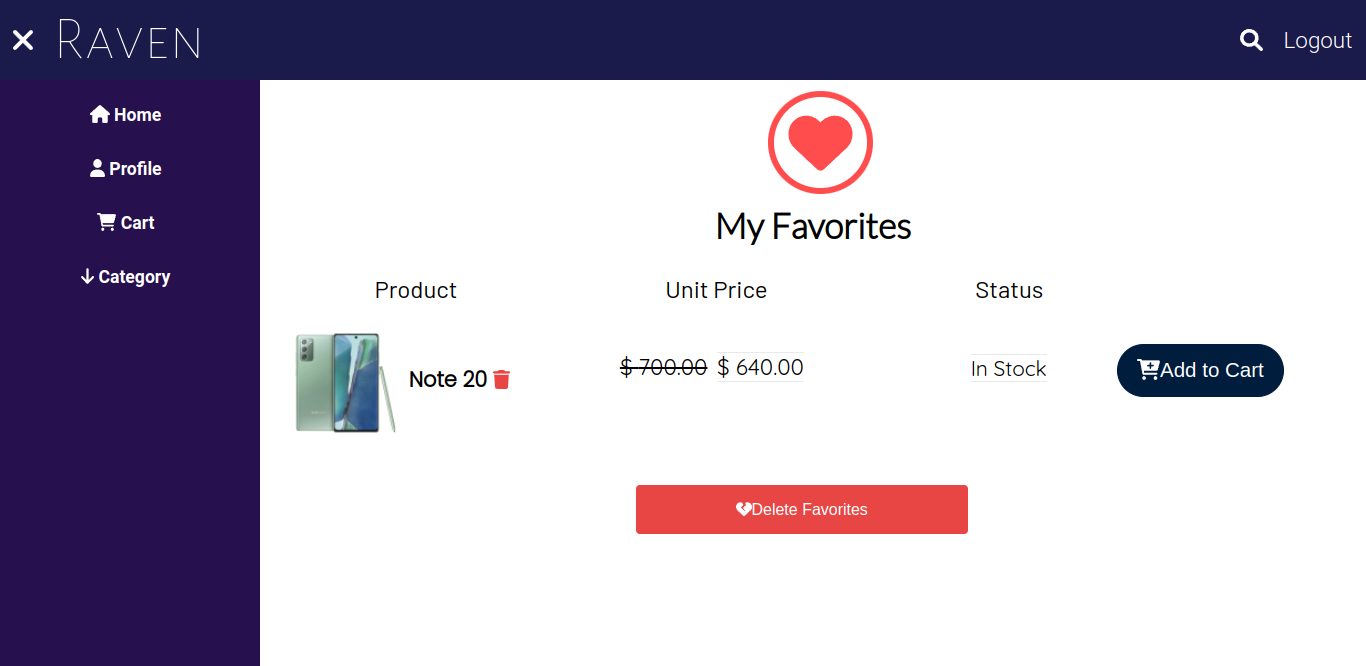 Raven
Logout
Home
Profile
Cart
Category
My Favorites
Product Unit Price Status
Note 20 $ 700.00 $ 640.00 In Stock Add to Cart
Delete Favorites